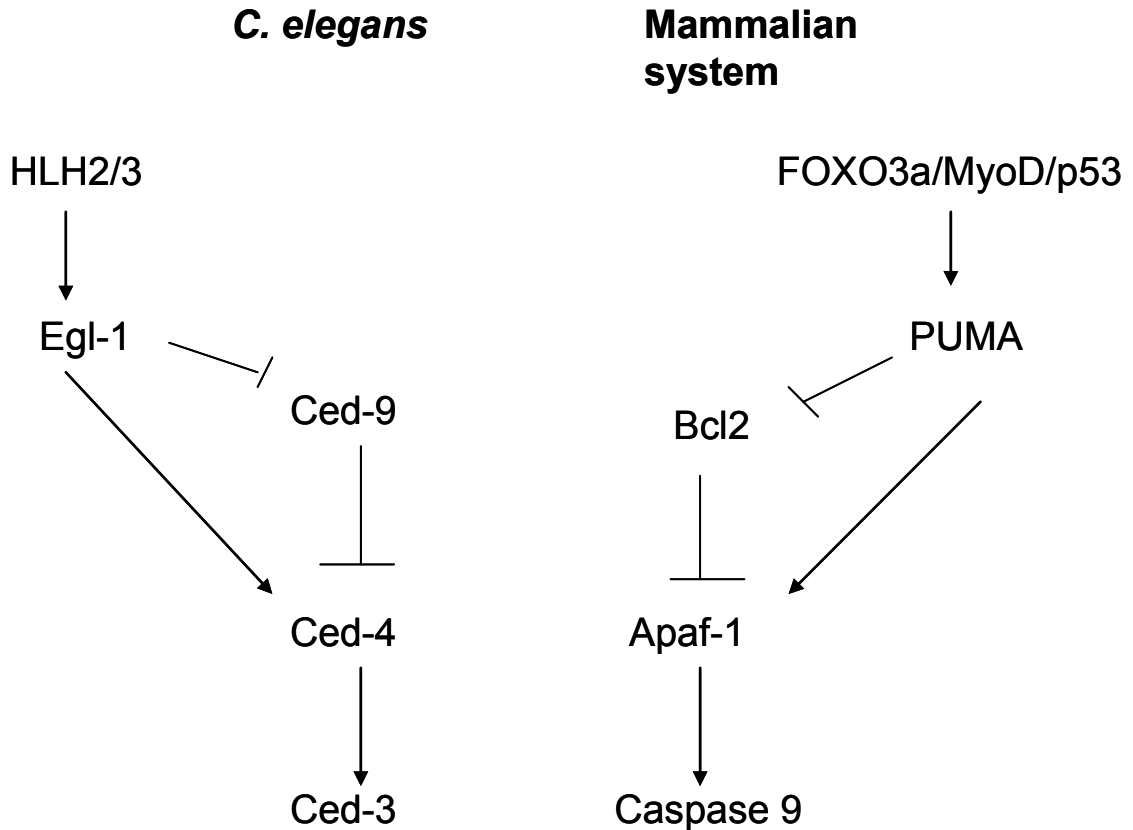 C. elegans
Mammalian
system
HLH2/3
FOXO3a/MyoD/p53
Egl-1
PUMA
Ced-9
Bcl2
Ced-4
Apaf-1
Ced-3
Caspase 9